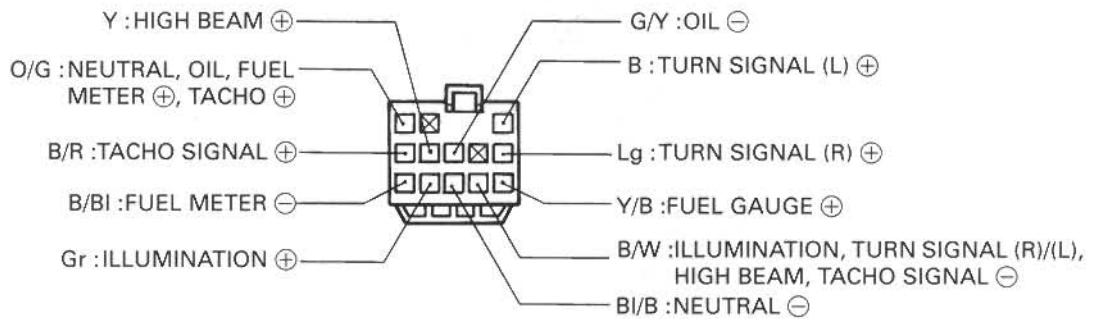 Y : HIGH BEAM ⊕
O/G : NEUTRAL, OIL, FUEL
METER ⊕, TACHO ⊕
B/R : TACHO SIGNAL ⊕
B/Bl : FUEL METER ⊖
Gr : ILLUMINATION ⊕
G/Y : OIL ⊖
B : TURN SIGNAL (L) ⊕
Lg : TURN SIGNAL (R) ⊕
Y/B : FUEL GAUGE ⊕
B/W : ILLUMINATION, TURN SIGNAL (R)/(L),
HIGH BEAM, TACHO SIGNAL ⊖
Bl/B : NEUTRAL ⊖